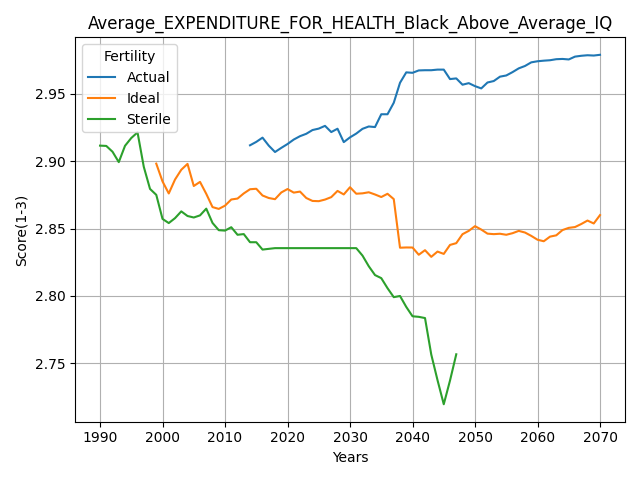 Average_EXPENDITURE_FOR_HEALTH_Black_Above_Average_IQ
Fertility
Actual
Ideal
Sterile
Score(1-3)
2.95
2.90
2.85
2.80
2.75
1990 2000 2010 2020 2030 2040 2050 2060 2070
Years